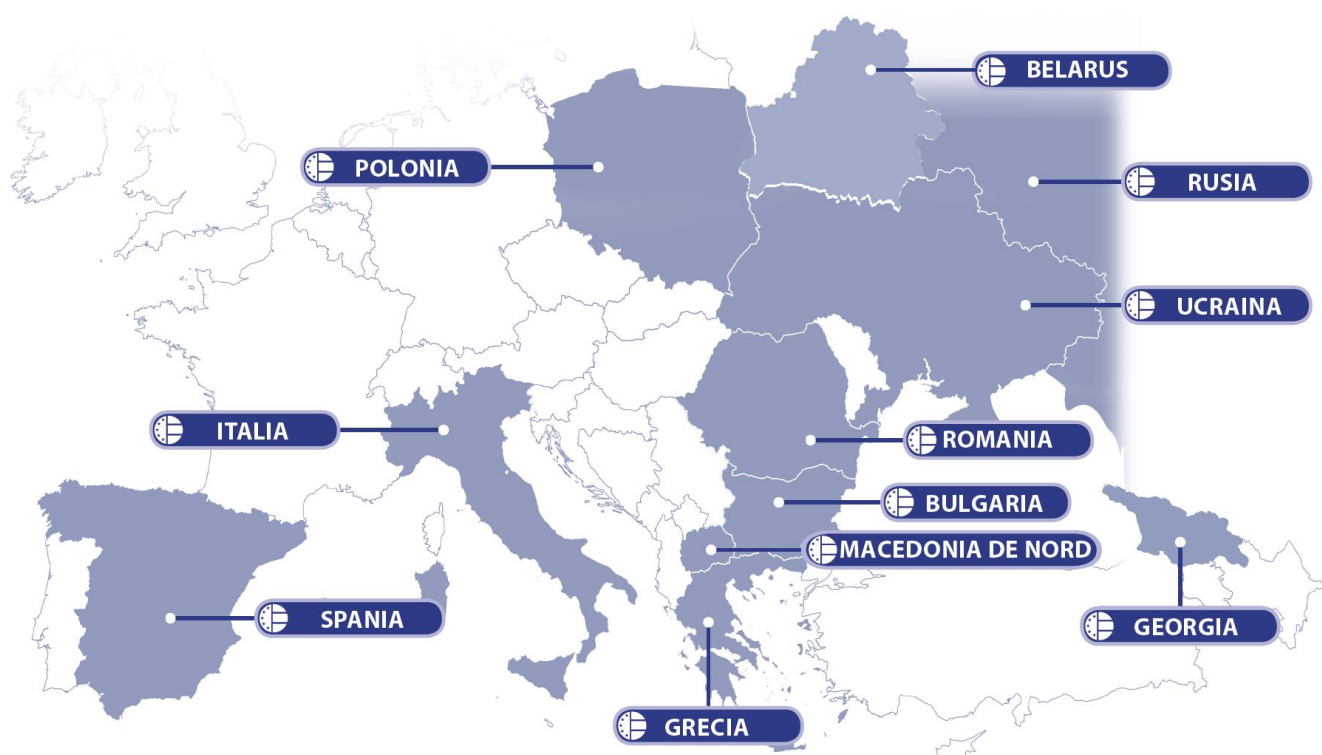 BELARUS
POLONIA
RUSIA
UCRAINA
ITALIA
ROMANIA
BULGARIA
MACEDONIA DE NORD
SPANIA
GEORGIA
GRECIA